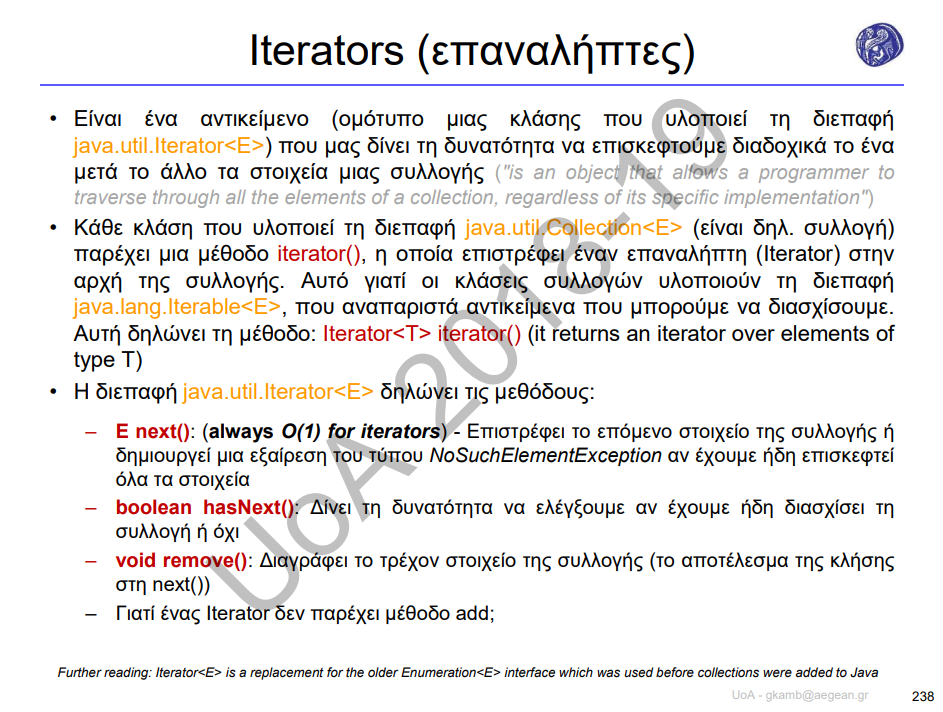 Iterators (επαναλήπτες)
• Είναι ένα αντικείμενο (ομότυπο μιας κλάσης που υλοποιεί τη διεπαφή
java.util.Iterator<E>) που μας δίνει τη δυνατότητα να επισκεφτούμε διαδοχικά το ένα
μετά το άλλο τα στοιχεία μιας συλλογής ("is an object that allows a programmer to
traverse through all the elements of a collection, regardless of its specific implementation")
• Κάθε κλάση που υλοποιεί τη διεπαφή java.util.Collection<E> (είναι δηλ. συλλογή)
παρέχει μια μέθοδο iterator(), η οποία επιστρέφει έναν επαναλήπτη (Iterator) στην
αρχή της συλλογής. Αυτό γιατί οι κλάσεις συλλογών υλοποιούν τη διεπαφή
java.lang.Iterable<E>, που αναπαριστά αντικείμενα που μπορούμε να διασχίσουμε.
Αυτή δηλώνει τη μέθοδο: Iterator<T> iterator() (it returns an iterator over elements of
type T)
• Η διεπαφή java.util.Iterator<E> δηλώνει τις μεθόδους:
– E next(): (always O(1) for iterators) - Επιστρέφει το επόμενο στοιχείο της συλλογής ή
δημιουργεί μια εξαίρεση του τύπου NoSuchElementException αν έχουμε ήδη επισκεφτεί
όλα τα στοιχεία
– boolean hasNext(): Δίνει τη δυνατότητα να ελέγξουμε αν έχουμε ήδη διασχίσει τη
συλλογή ή όχι
– void remove(): Διαγράφει το τρέχον στοιχείο της συλλογής (το αποτέλεσμα της κλήσης
στη next())
– Γιατί ένας Iterator δεν παρέχει μέθοδο add;
UoA 2018-19
Further reading: Iterator<E> is a replacement for the older Enumeration<E> interface which was used before collections were added to Java
UoA - gkamb@aegean.gr
238